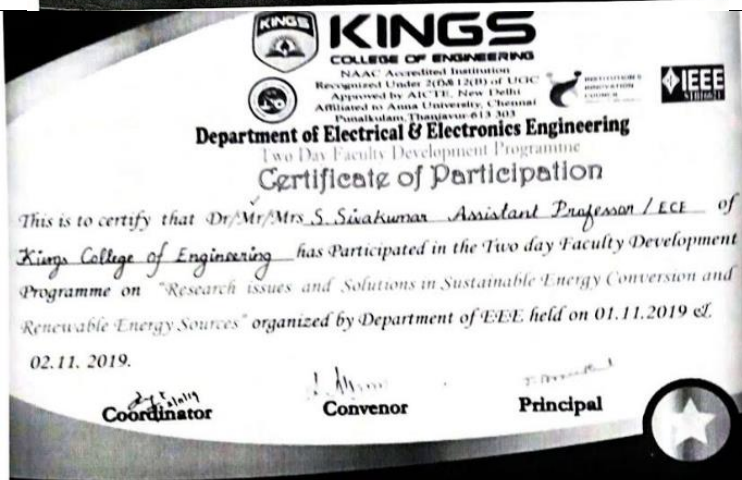 KINGS
KINGS
COLLEGE OF ENGINEERING
NAAC Accredited Institution
Recognized Under 2(f)& 12(B) of UGC
Approved by AICTE, New Delhi
Affiliated to Anna University, Chennai
Punalkulam, Thanjavur-613 303
INSTITUTION'S
INNOVATION
COUNCIL
IEEE
Department of Electrical & Electronics Engineering
Two Day Faculty Development Programme
Certificate of Participation
This is to certify that Dr/Mr/Mrs S. Sivakumar Assistant Professor / ECE of
Kings College of Engineering has Participated in the Two day Faculty Development
Programme on "Research issues and Solutions in Sustainable Energy Conversion and
Renewable Energy Sources" organized by Department of EEE held on 01.11.2019 &
02.11. 2019.
Coordinator
Convenor
Principal